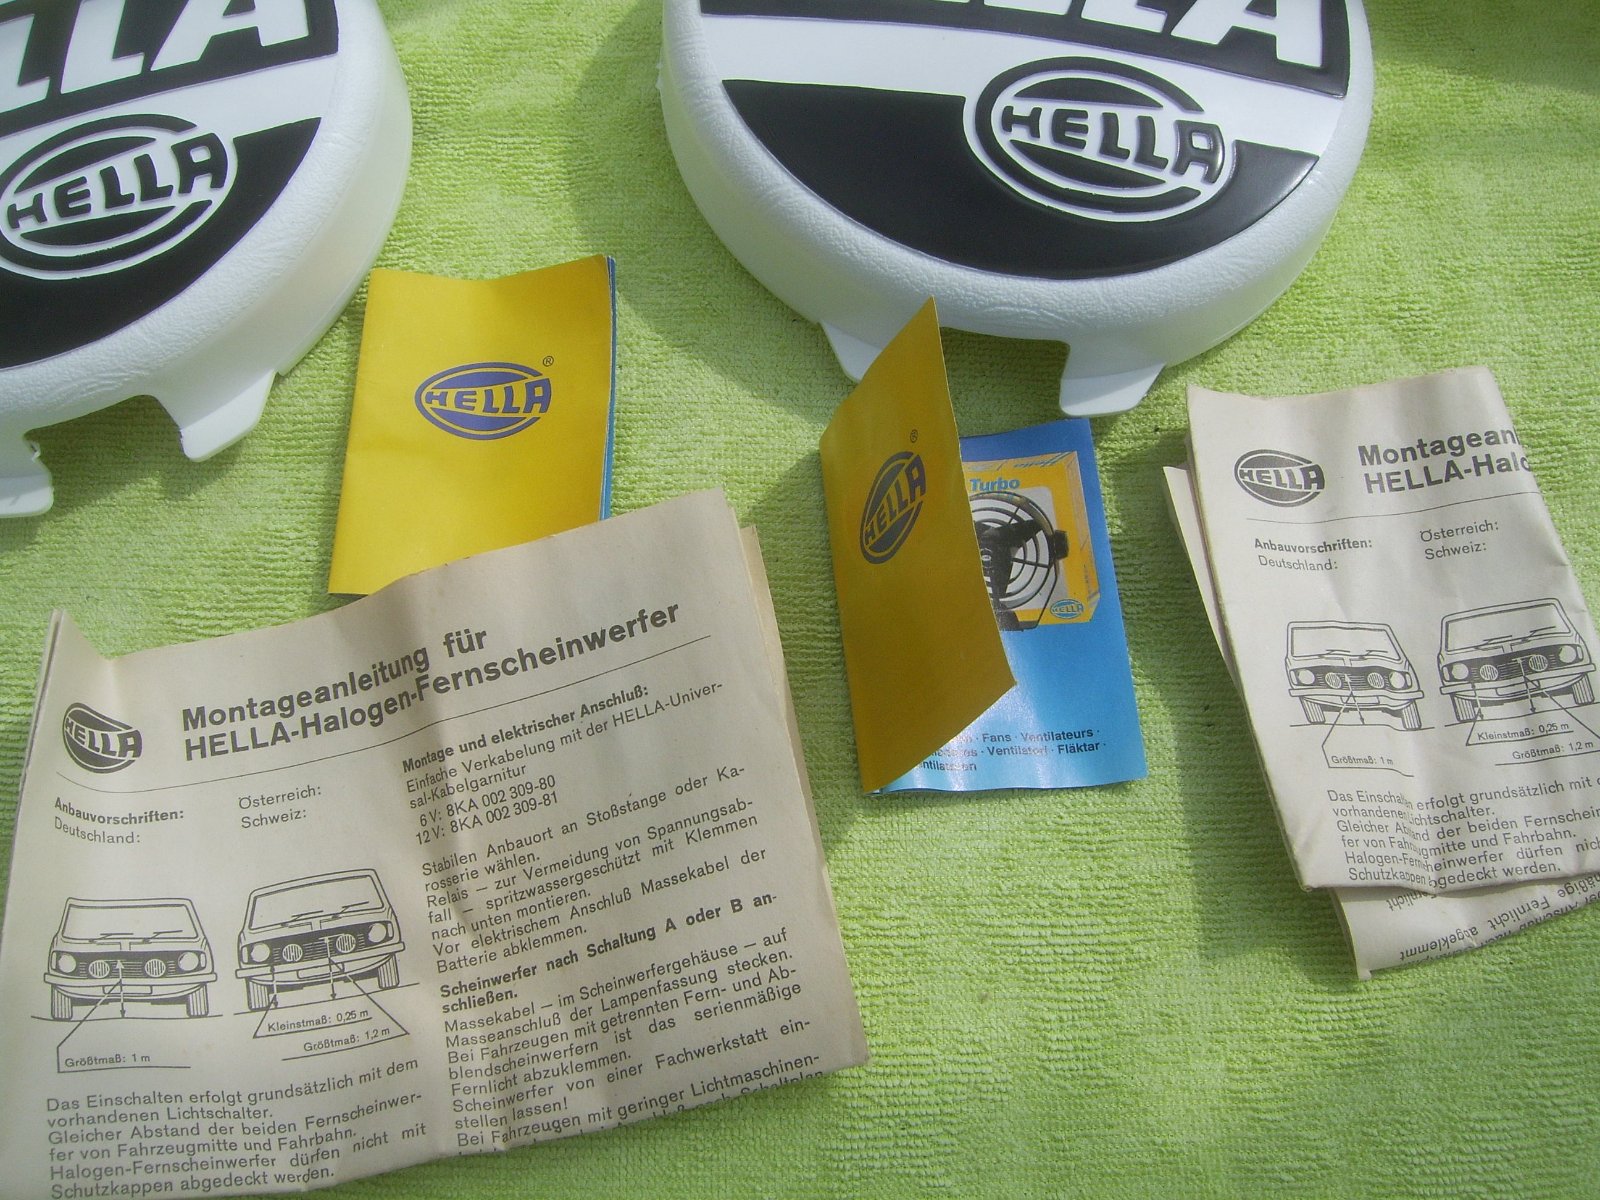 LLA
HELLA
LLA
HELLA
HELLA ®
HELLA ®
Turbo
HELLA
· Fans · Ventilateurs ·
· Ventilatori · Fläktar ·
HELLA
Montageanleitung für
HELLA-Halogen-Fernscheinwerfer
Anbauvorschriften:
Deutschland:
Österreich:
Schweiz:
Größtmaß: 1 m
Kleinstmaß: 0,25 m
Größtmaß: 1,2 m
Das Einschalten erfolgt grundsätzlich mit dem
vorhandenen Lichtschalter.
Gleicher Abstand der beiden Fernscheinwer-
fer von Fahrzeugmitte und Fahrbahn.
Halogen-Fernscheinwerfer dürfen nicht mit
Schutzkappen abgedeckt werden.
Montage und elektrischer Anschluß:
Einfache Verkabelung mit der HELLA-Univer-
sal-Kabelgarnitur
6 V: 8KA 002 309-80
12 V: 8KA 002 309-81
Stabilen Anbauort an Stoßstange oder Ka-
rosserie wählen.
Relais — zur Vermeidung von Spannungsab-
fall — spritzwassergeschützt mit Klemmen
nach unten montieren.
Vor elektrischem Anschluß Massekabel der
Batterie abklemmen.
Scheinwerfer nach Schaltung A oder B an-
schließen.
Massekabel — im Scheinwerfergehäuse — auf
Masseanschluß der Lampenfassung stecken.
Bei Fahrzeugen mit getrennten Fern- und Ab-
blendscheinwerfern ist das serienmäßige
Fernlicht abzuklemmen.
Scheinwerfer von einer Fachwerkstatt ein-
stellen lassen!
Bei Fahrzeugen mit geringer Lichtmaschinen-
HELLA
Montagean
HELLA-Halo
Anbauvorschriften:
Deutschland:
Österreich:
Schweiz:
Größtmaß: 1 m
Kleinstmaß: 0,25 m
Größtmaß: 1,2 m
Das Einschalten erfolgt grundsätzlich mit
vorhandenen Lichtschalter.
Gleicher Abstand der beiden Fernschein
fer von Fahrzeugmitte und Fahrbahn.
Halogen-Fernscheinwerfer dürfen nic
Schutzkappen abgedeckt werden.
Fernlicht
abgeklemmt